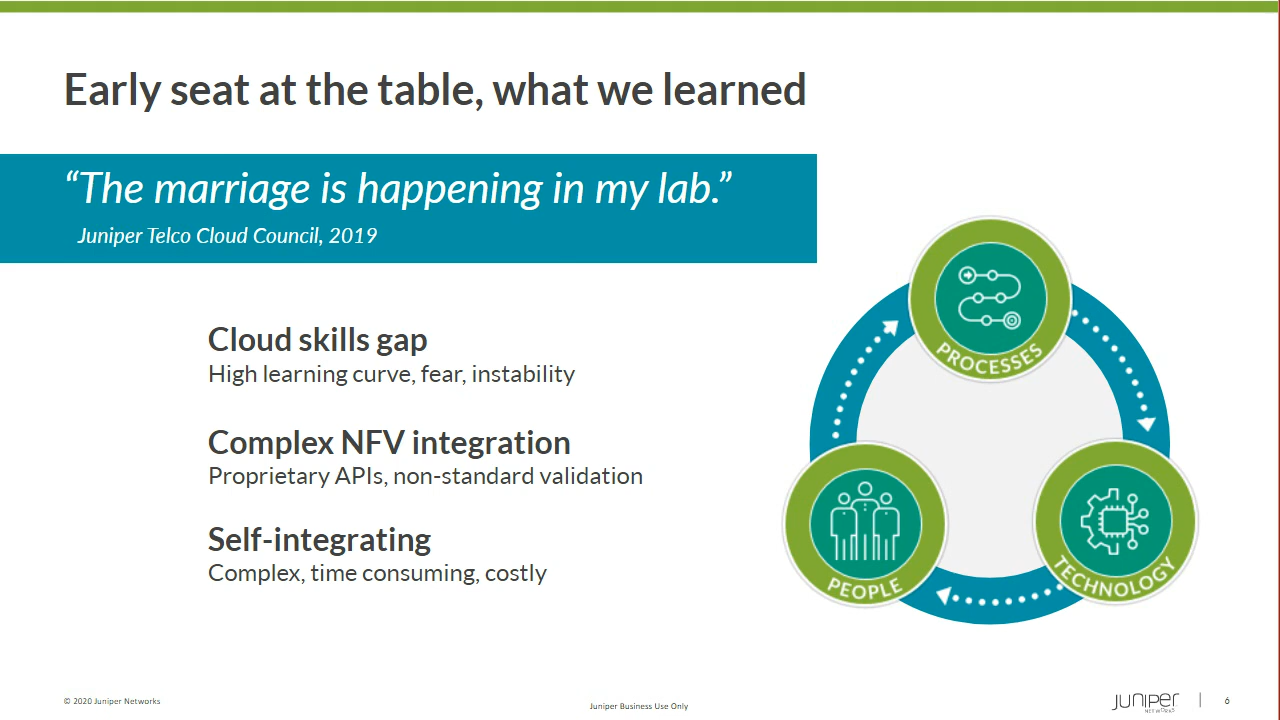 Early seat at the table, what we learned
“The marriage is happening in my lab.”
Juniper Telco Cloud Council, 2019
Cloud skills gap
High learning curve, fear, instability
Complex NFV integration
Proprietary APIs, non-standard validation
Self-integrating
Complex, time consuming, costly
PROCESSES
PEOPLE
TECHNOLOGY
© 2020 Juniper Networks
Juniper Business Use Only
JUNIPER
NETWORKS
6